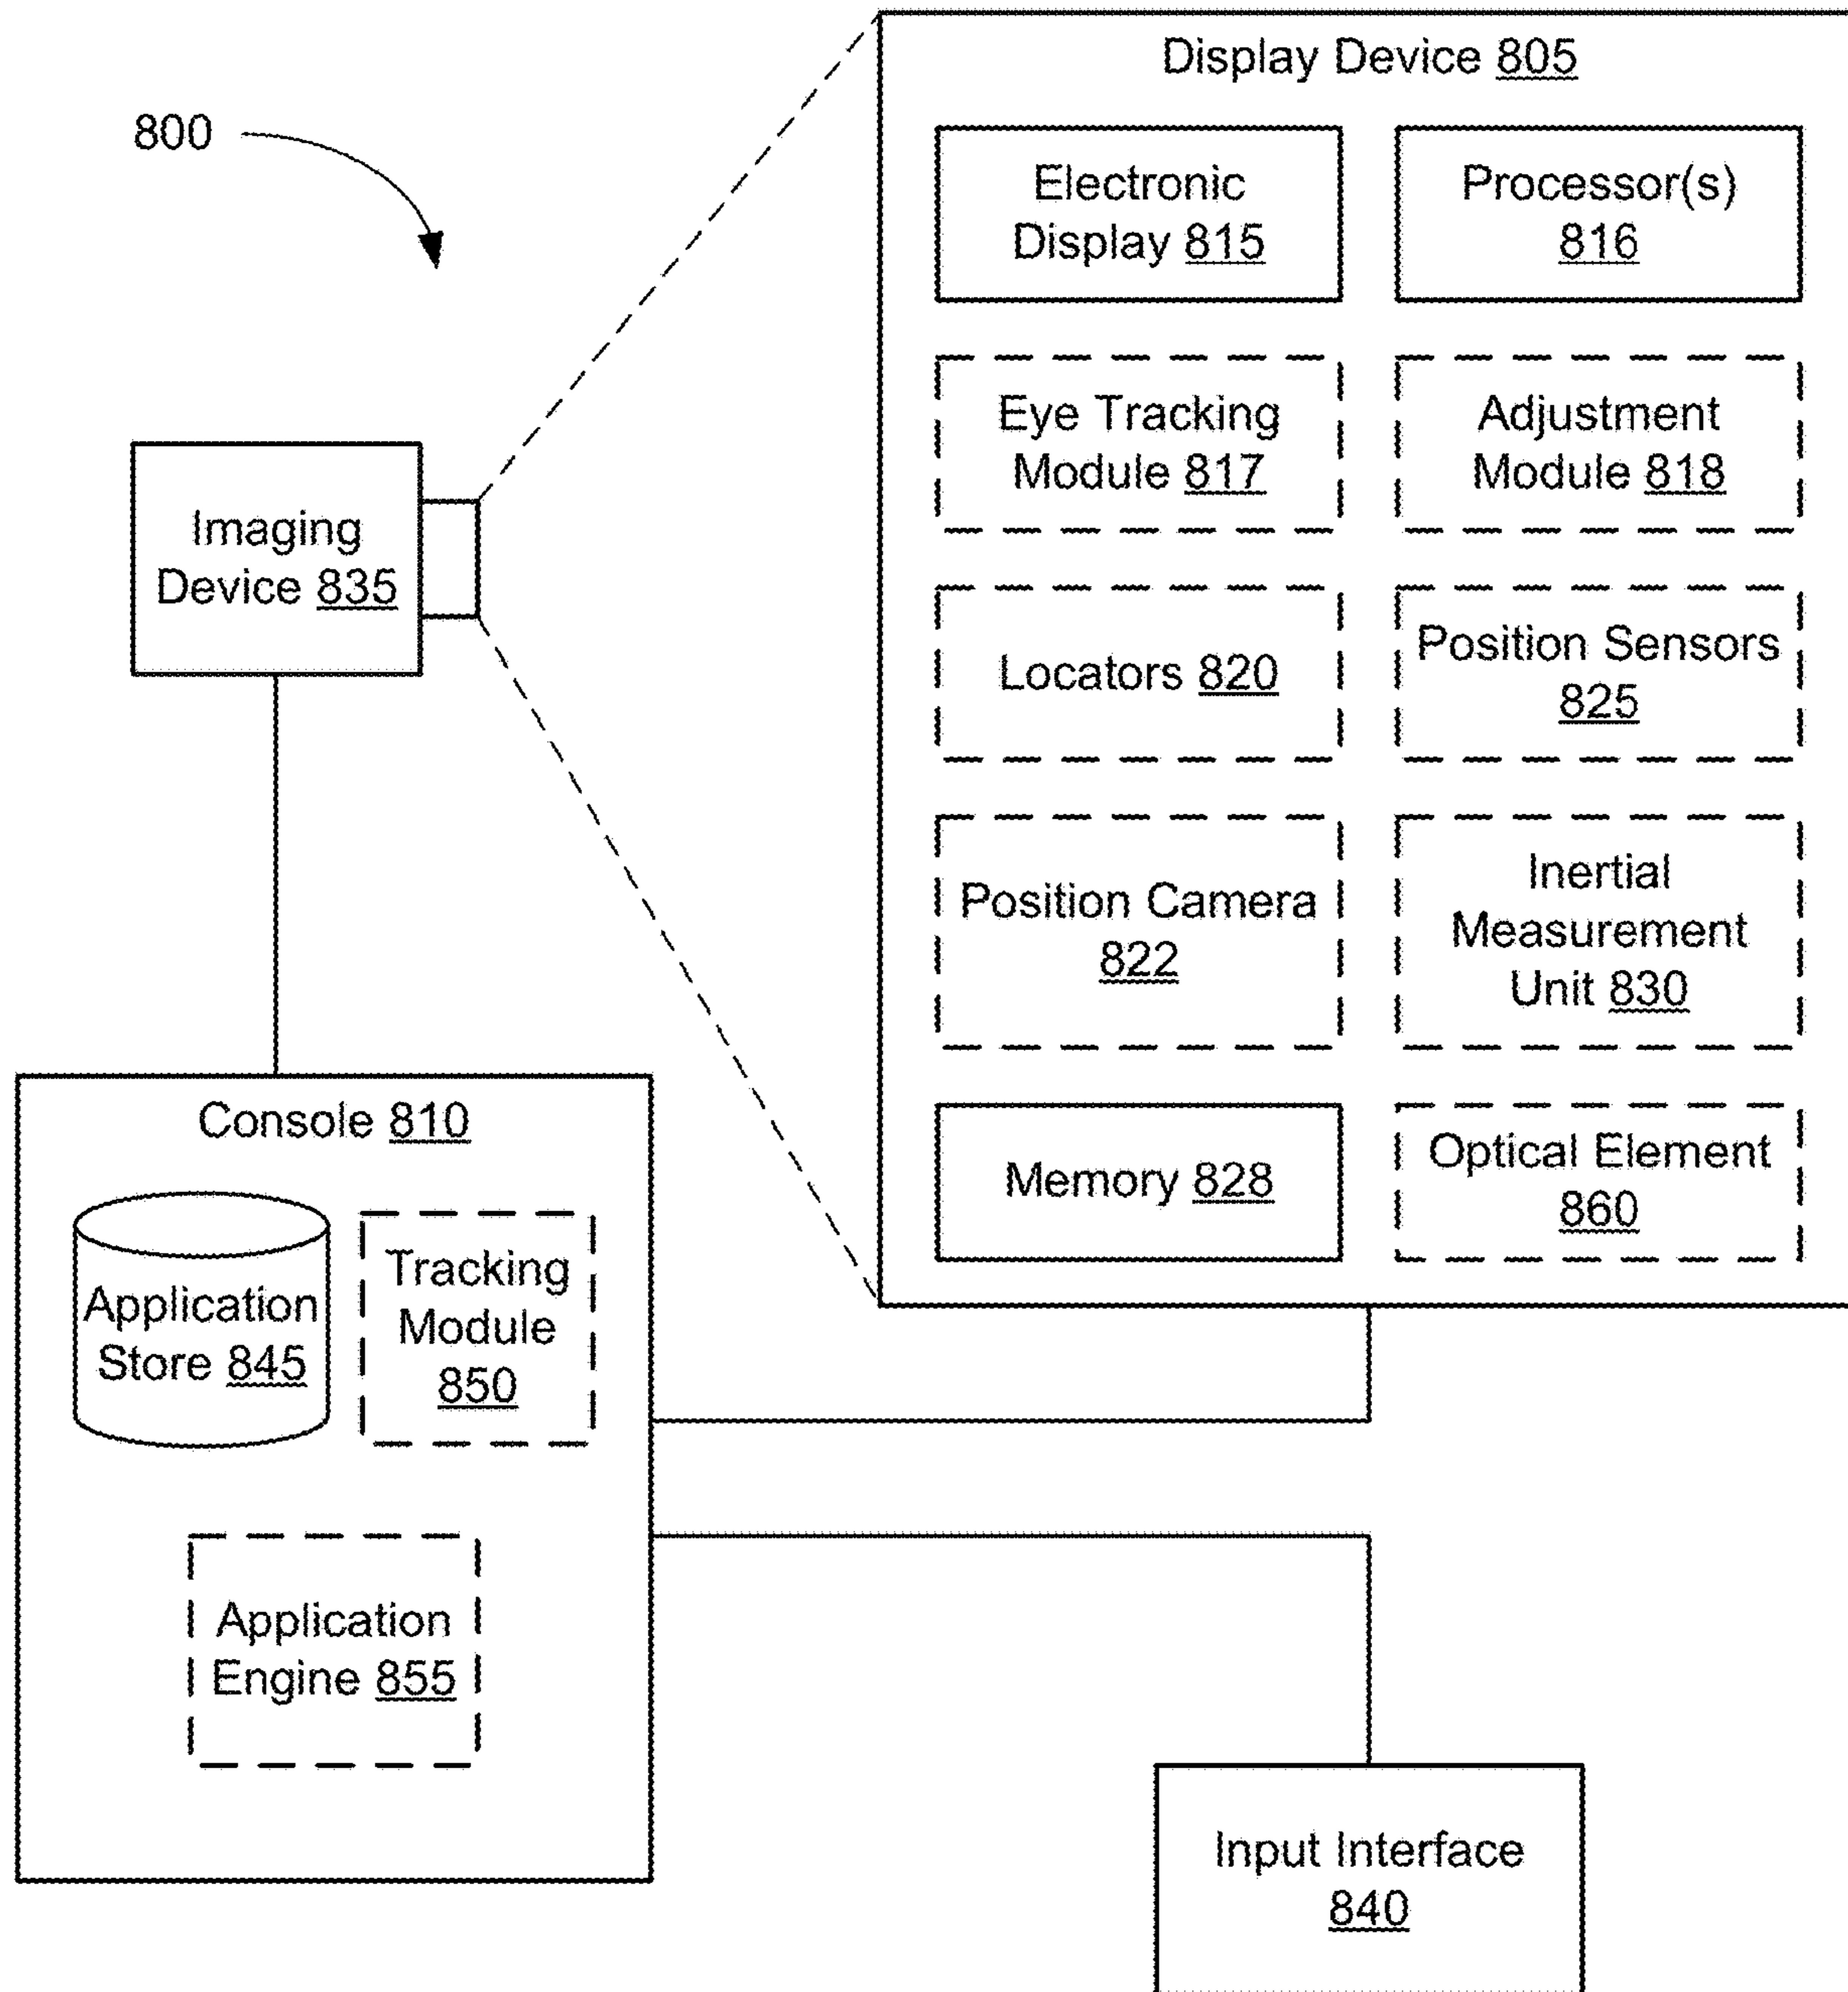 800
Display Device 805
Electronic
Display 815
Processor(s)
816
Eye Tracking
Module 817
Adjustment
Module 818
Imaging
Device 835
Locators 820
Position Sensors
825
Position Camera
822
Inertial
Measurement
Unit 830
Memory 828
Optical Element
860
Console 810
Application
Store 845
Tracking
Module
850
Application
Engine 855
Input Interface
840